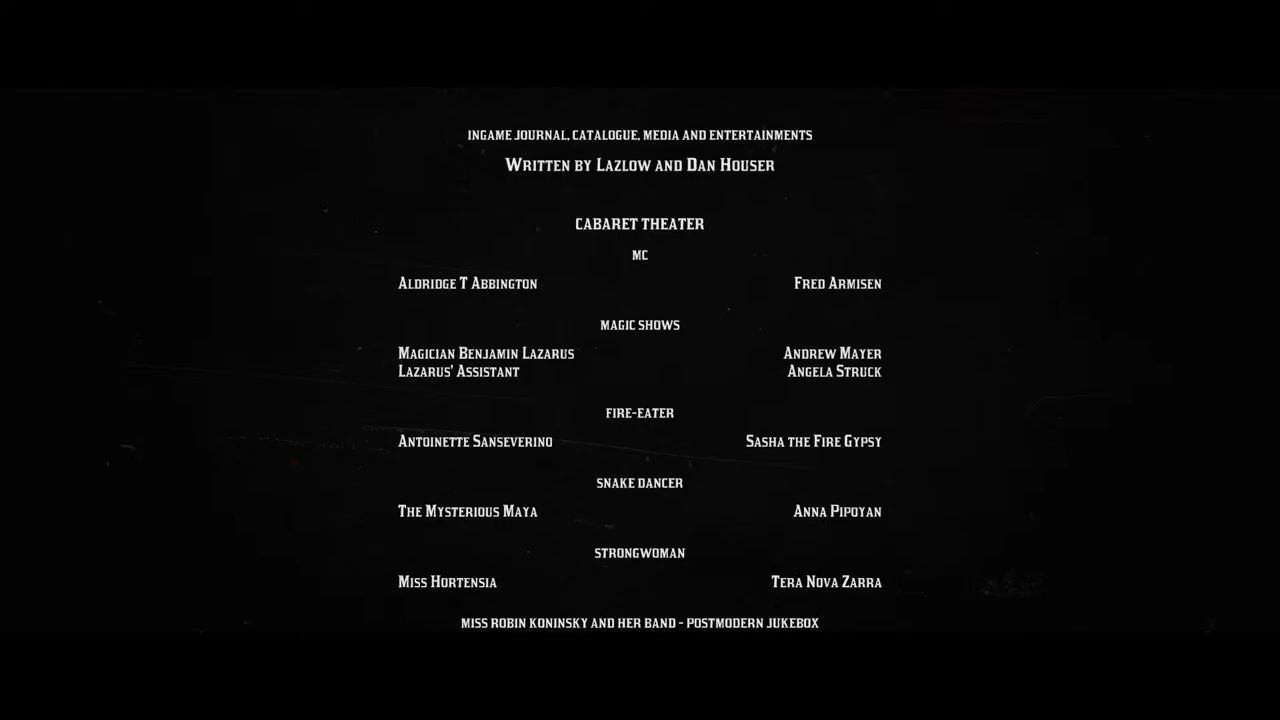 INGAME JOURNAL, CATALOGUE, MEDIA AND ENTERTAINMENTS
WRITTEN BY LAZLOW AND DAN HOUSER
CABARET THEATER
MC
ALDRIDGE T ABBINGTON FRED ARMISEN
MAGIC SHOWS
MAGICIAN BENJAMIN LAZARUS ANDREW MAYER
LAZARUS' ASSISTANT ANGELA STRUCK
FIRE-EATER
ANTOINETTE SANSEVERINO SASHA THE FIRE GYPSY
SNAKE DANCER
THE MYSTERIOUS MAYA ANNA PIPOYAN
STRONGWOMAN
MISS HORTENSIA TERA NOVA ZARRA
MISS ROBIN KONINSKY AND HER BAND - POSTMODERN JUKEBOX